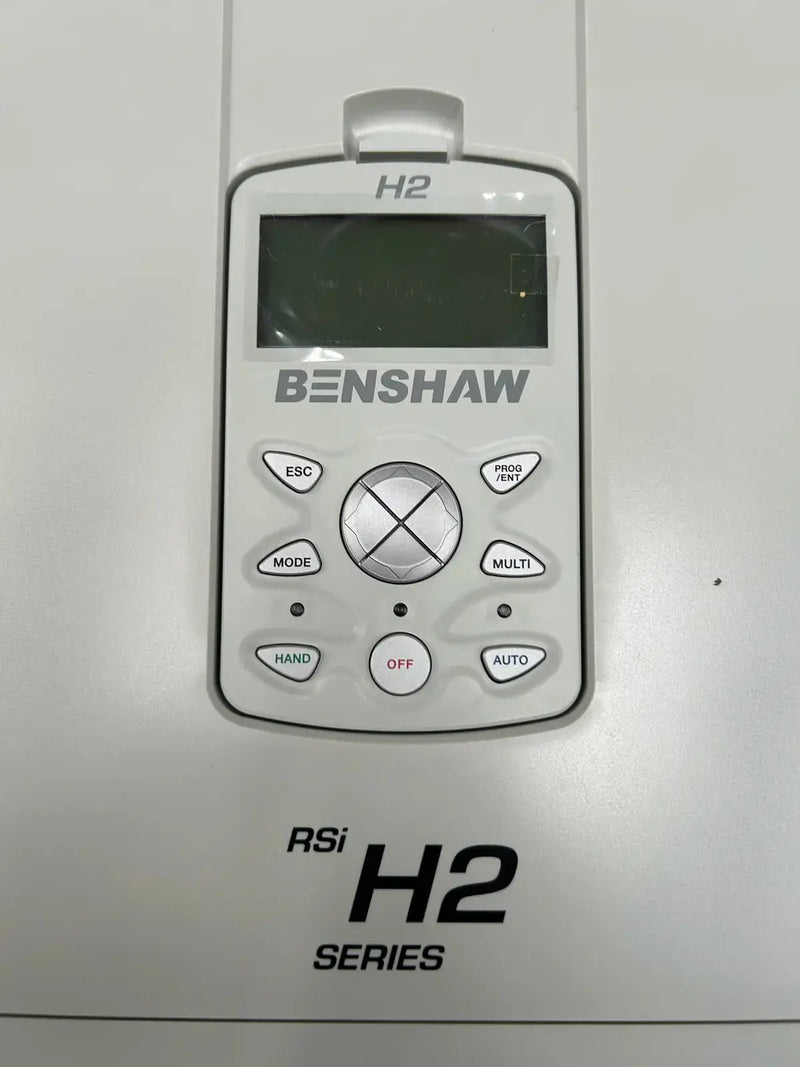 H2
BENSHAW
ESC
PROG
/ENT
MODE
MULTI
HAND
OFF
AUTO
RSi
H2
SERIES